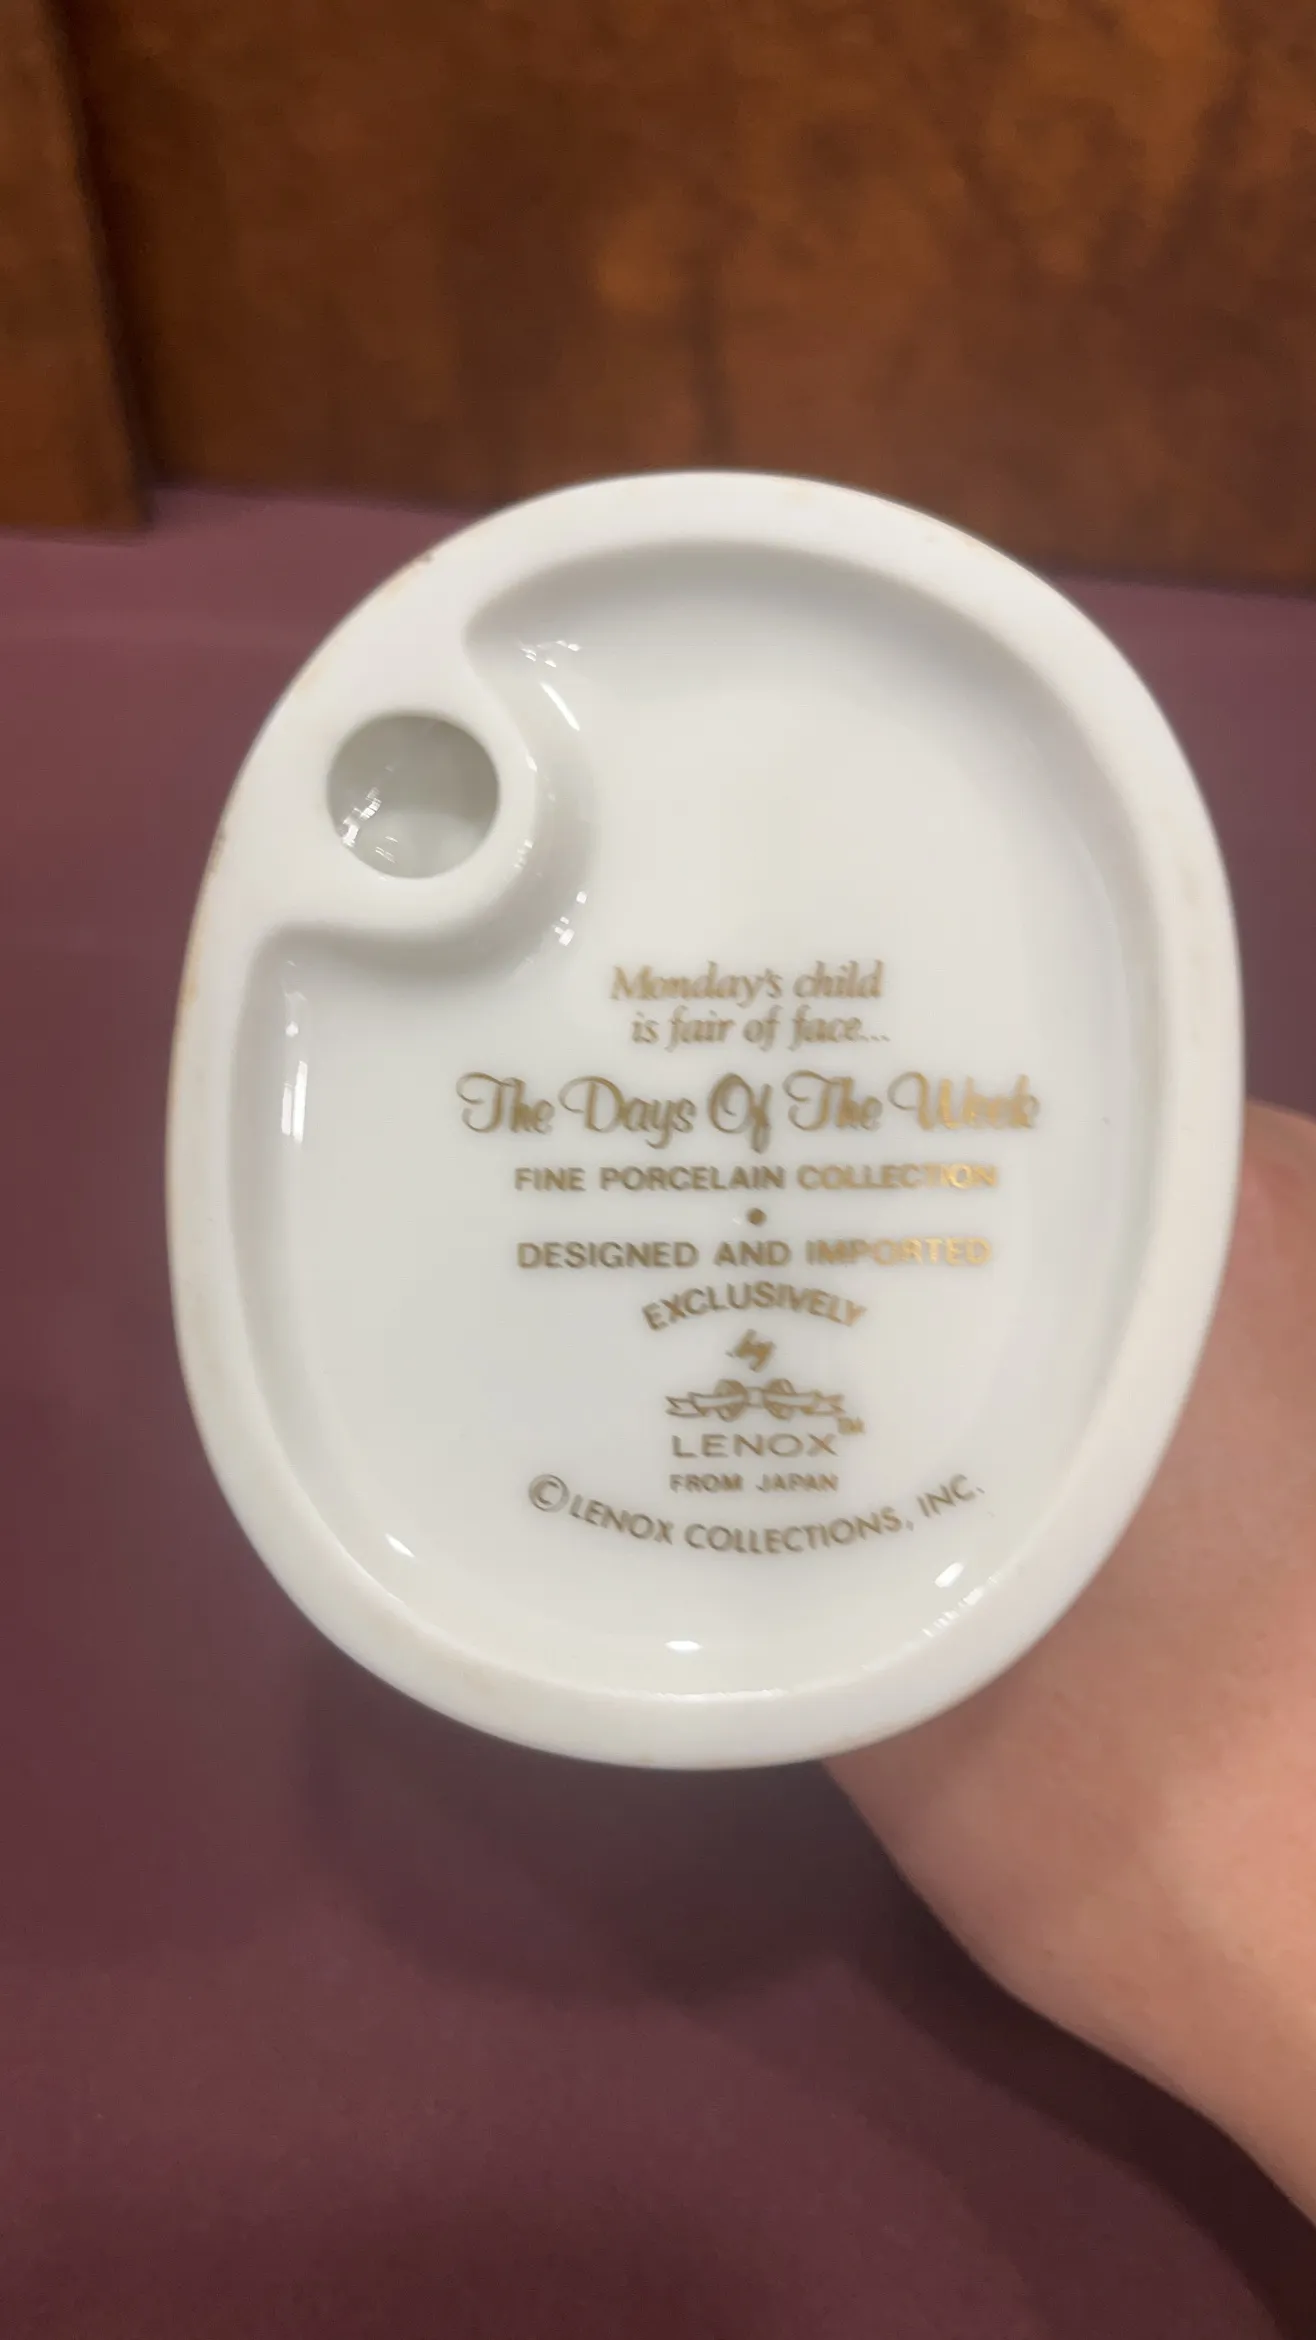 Monday's child
is fair of face...
The Days Of The Week
FINE PORCELAIN COLLECTION
•
DESIGNED AND IMPORTED
EXCLUSIVELY
by
LENOX™
FROM JAPAN
© LENOX COLLECTIONS, INC.